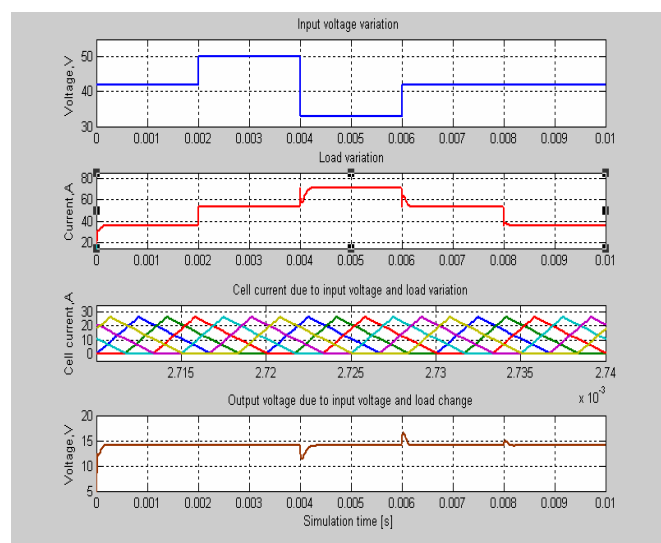 Input voltage variation
Voltage,V
50
40
30
0 0.001 0.002 0.003 0.004 0.005 0.006 0.007 0.008 0.009 0.01
Load variation
Current,A
80
60
40
20
0 0.001 0.002 0.003 0.004 0.005 0.006 0.007 0.008 0.009 0.01
Cell current due to input voltage and load variation
Cell current,A
30
20
10
0
2.715 2.72 2.725 2.73 2.735 2.74
x 10-3
Output voltage due to input voltage and load change
Voltage,V
20
15
10
5
0 0.001 0.002 0.003 0.004 0.005 0.006 0.007 0.008 0.009 0.01
Simulation time [s]